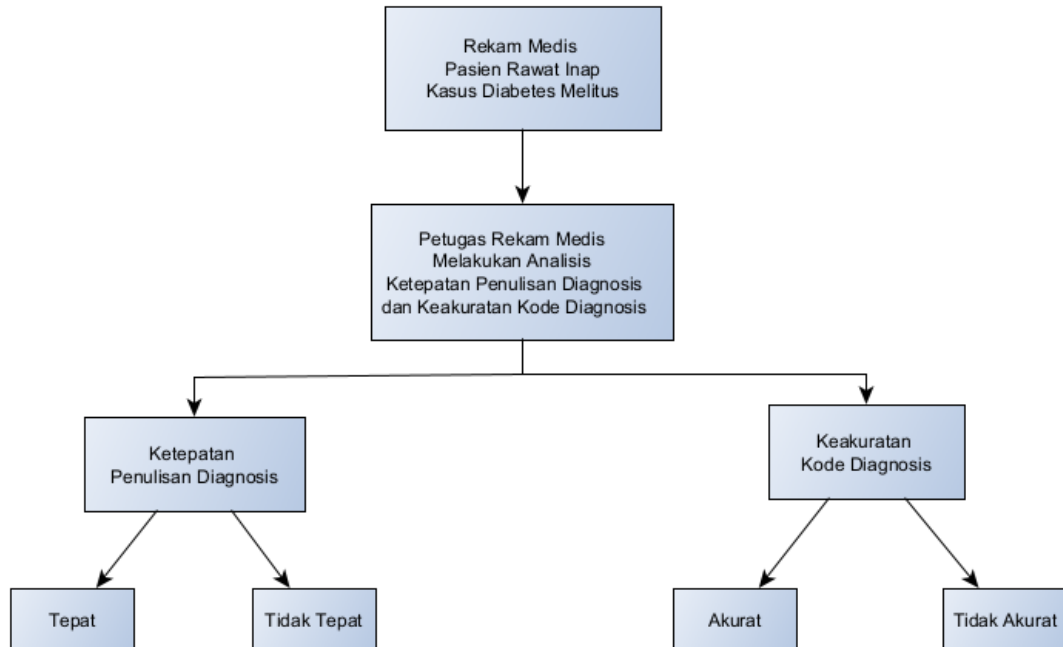 Rekam Medis
Pasien Rawat Inap
Kasus Diabetes Melitus
Petugas Rekam Medis
Melakukan Analisis
Ketepatan Penulisan Diagnosis
dan Keakuratan Kode Diagnosis
Ketepatan
Penulisan Diagnosis
Keakuratan
Kode Diagnosis
Tepat
Tidak Tepat
Akurat
Tidak Akurat